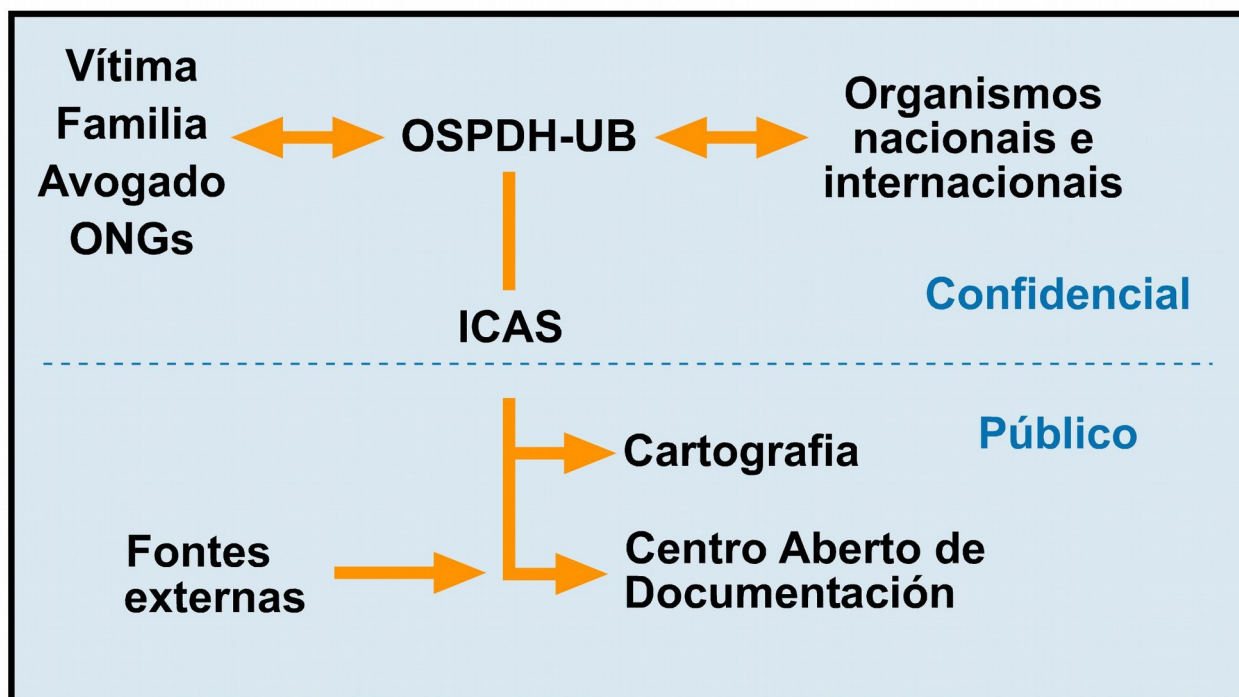 Vítima
Familia
Avogado
ONGs
OSPDH-UB
Organismos
nacionais e
internacionais
Confidencial
ICAS
Público
Cartografia
Fontes
externas
Centro Aberto de
Documentación